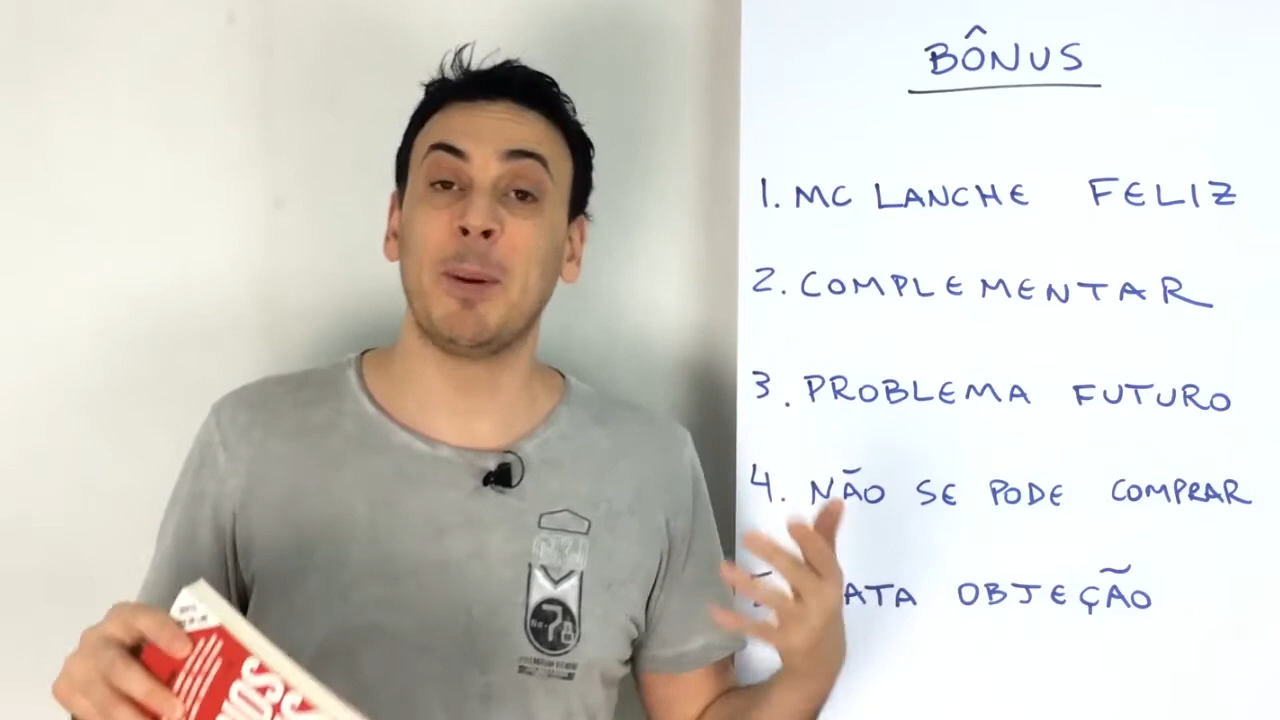 BÔNUS
1. MC LANCHE FELIZ
2. COMPLEMENTAR
3. PROBLEMA FUTURO
4. NÃO SE PODE COMPRAR
ATA OBJEÇÃO